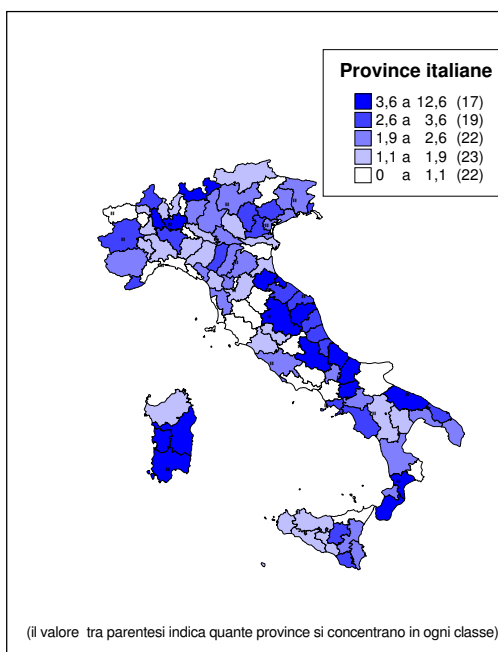 Province italiane
3,6 a 12,6 (17)
2,6 a 3,6 (19)
1,9 a 2,6 (22)
1,1 a 1,9 (23)
0 a 1,1 (22)
(il valore tra parentesi indica quante province si concentrano in ogni classe)